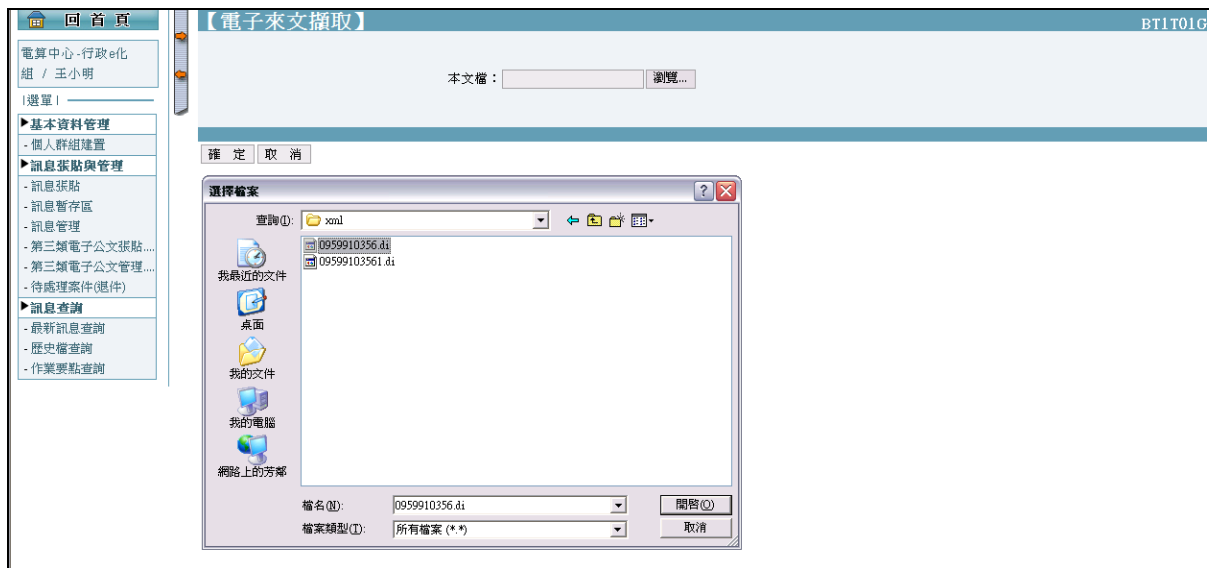 回首頁
電算中心-行政e化
組 / 王小明
|選單|
▶基本資料管理
- 個人群組建置
▶訊息張貼與管理
- 訊息張貼
- 訊息暫存區
- 訊息管理
- 第三類電子公文張貼....
- 第三類電子公文管理....
- 待處理案件(退件)
▶訊息查詢
- 最新訊息查詢
- 歷史檔查詢
- 作業要點查詢
【電子來文擷取】
BT1T01G
本文檔：
瀏覽...
確 定 取 消
選擇檔案
查詢(I): xml
0959910356.di
09599103561.di
我最近的文件
桌面
我的文件
我的電腦
網路上的芳鄰
檔名(N): 0959910356.di 開啓(O)
檔案類型(T): 所有檔案 (*.*) 取消